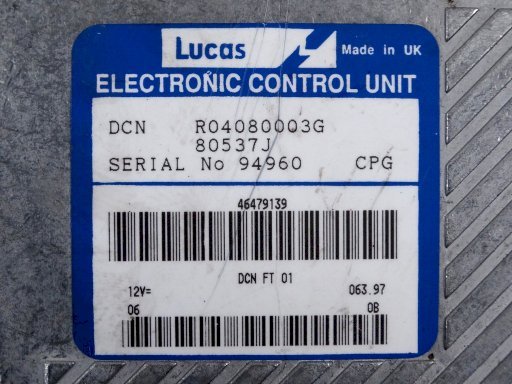 Lucas Made in UK
ELECTRONIC CONTROL UNIT
DCN R04080003G
80537J
SERIAL No 94960 CPG
46479139
DCN FT 01
12V= 063.97
06 0B